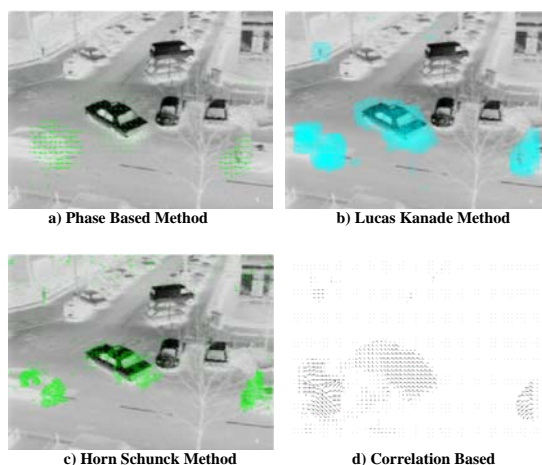 a) Phase Based Method
b) Lucas Kanade Method
c) Horn Schunck Method
d) Correlation Based